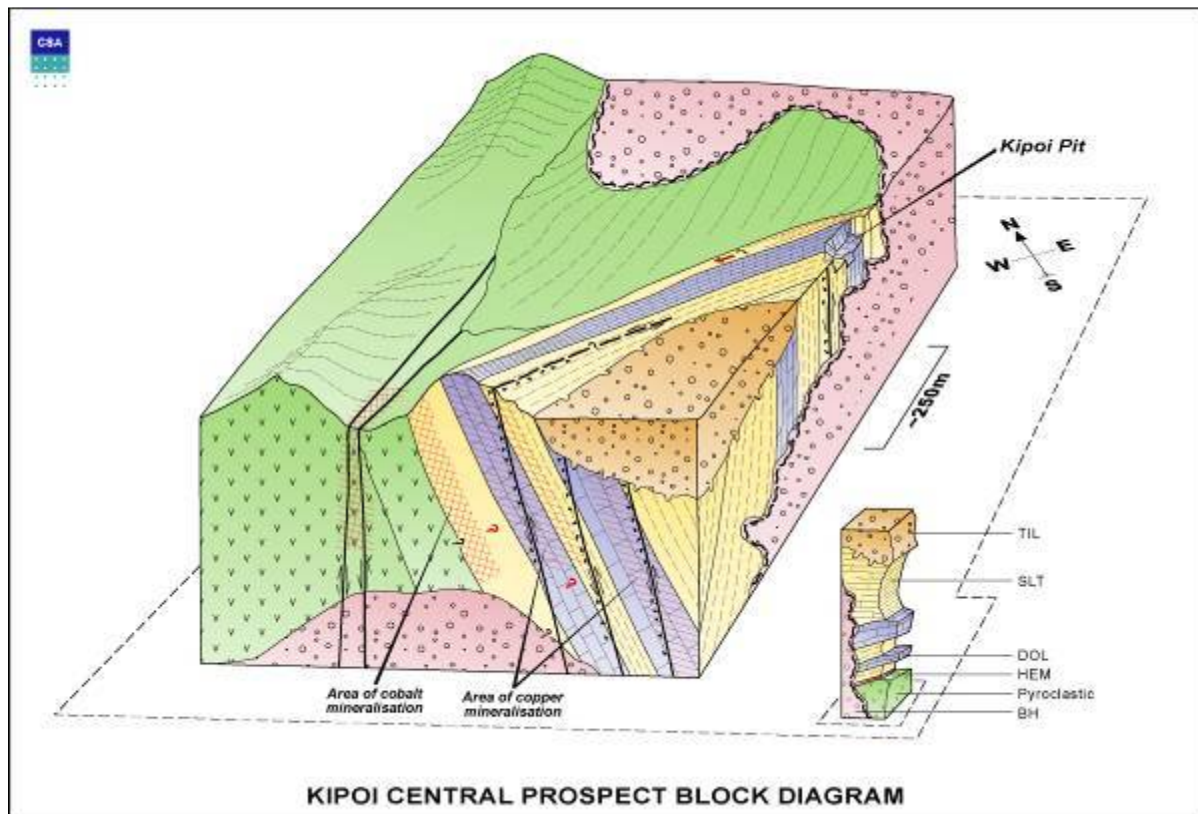 CSA
Kipoi Pit
N
W E
S
~250m
TIL
SLT
DOL
HEM
Pyroclastic
BH
Area of cobalt
mineralisation
Area of copper
mineralisation
KIPOI CENTRAL PROSPECT BLOCK DIAGRAM